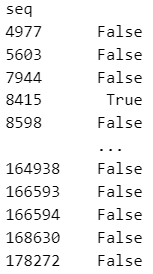 seq
4977 False
5603 False
7944 False
8415 True
8598 False
...
164938 False
166593 False
166594 False
168630 False
178272 False